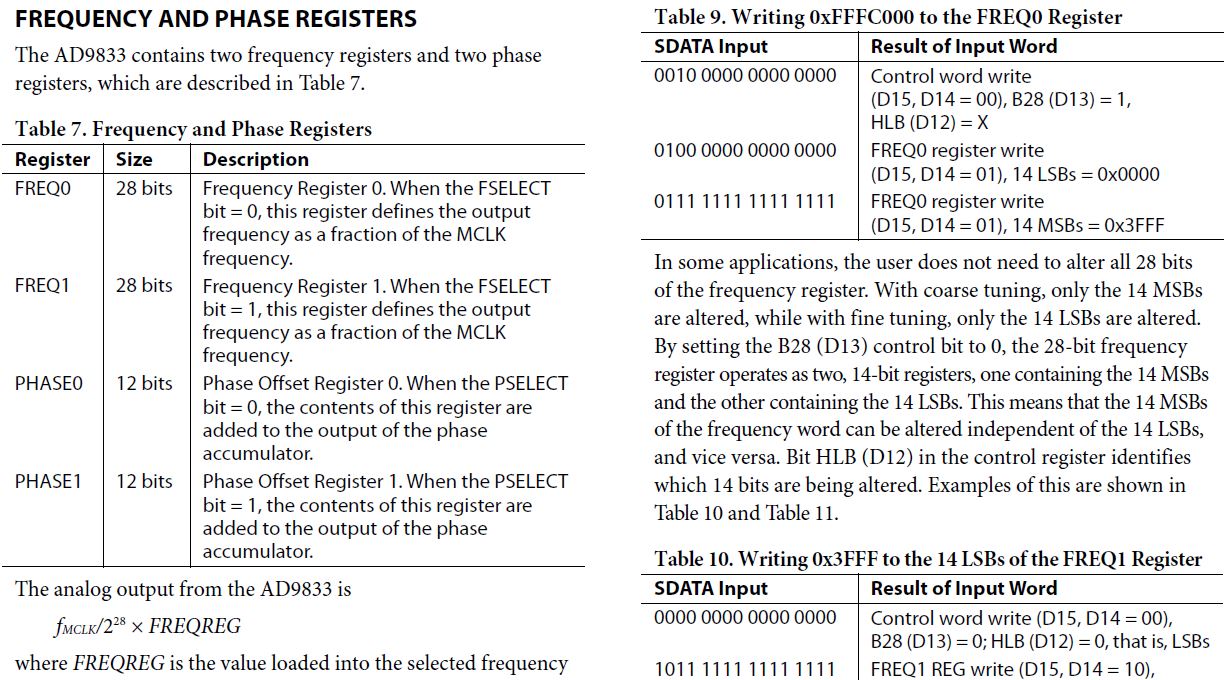 FREQUENCY AND PHASE REGISTERS
The AD9833 contains two frequency registers and two phase
registers, which are described in Table 7.
Table 7. Frequency and Phase Registers
Register Size Description
FREQ0 28 bits Frequency Register 0. When the FSELECT
bit = 0, this register defines the output
frequency as a fraction of the MCLK
frequency.
FREQ1 28 bits Frequency Register 1. When the FSELECT
bit = 1, this register defines the output
frequency as a fraction of the MCLK
frequency.
PHASE0 12 bits Phase Offset Register 0. When the PSELECT
bit = 0, the contents of this register are
added to the output of the phase
accumulator.
PHASE1 12 bits Phase Offset Register 1. When the PSELECT
bit = 1, the contents of this register are
added to the output of the phase
accumulator.
The analog output from the AD9833 is
fMCLK/2²⁸ × FREQREG
where FREQREG is the value loaded into the selected frequency
Table 9. Writing 0xFFFC000 to the FREQ0 Register
SDATA Input Result of Input Word
0010 0000 0000 0000 Control word write
(D15, D14 = 00), B28 (D13) = 1,
HLB (D12) = X
0100 0000 0000 0000 FREQ0 register write
(D15, D14 = 01), 14 LSBs = 0x0000
0111 1111 1111 1111 FREQ0 register write
(D15, D14 = 01), 14 MSBs = 0x3FFF
In some applications, the user does not need to alter all 28 bits
of the frequency register. With coarse tuning, only the 14 MSBs
are altered, while with fine tuning, only the 14 LSBs are altered.
By setting the B28 (D13) control bit to 0, the 28-bit frequency
register operates as two, 14-bit registers, one containing the 14 MSBs
and the other containing the 14 LSBs. This means that the 14 MSBs
of the frequency word can be altered independent of the 14 LSBs,
and vice versa. Bit HLB (D12) in the control register identifies
which 14 bits are being altered. Examples of this are shown in
Table 10 and Table 11.
Table 10. Writing 0x3FFF to the 14 LSBs of the FREQ1 Register
SDATA Input Result of Input Word
0000 0000 0000 0000 Control word write (D15, D14 = 00),
B28 (D13) = 0; HLB (D12) = 0, that is, LSBs
1011 1111 1111 1111 FREQ1 REG write (D15, D14 = 10),